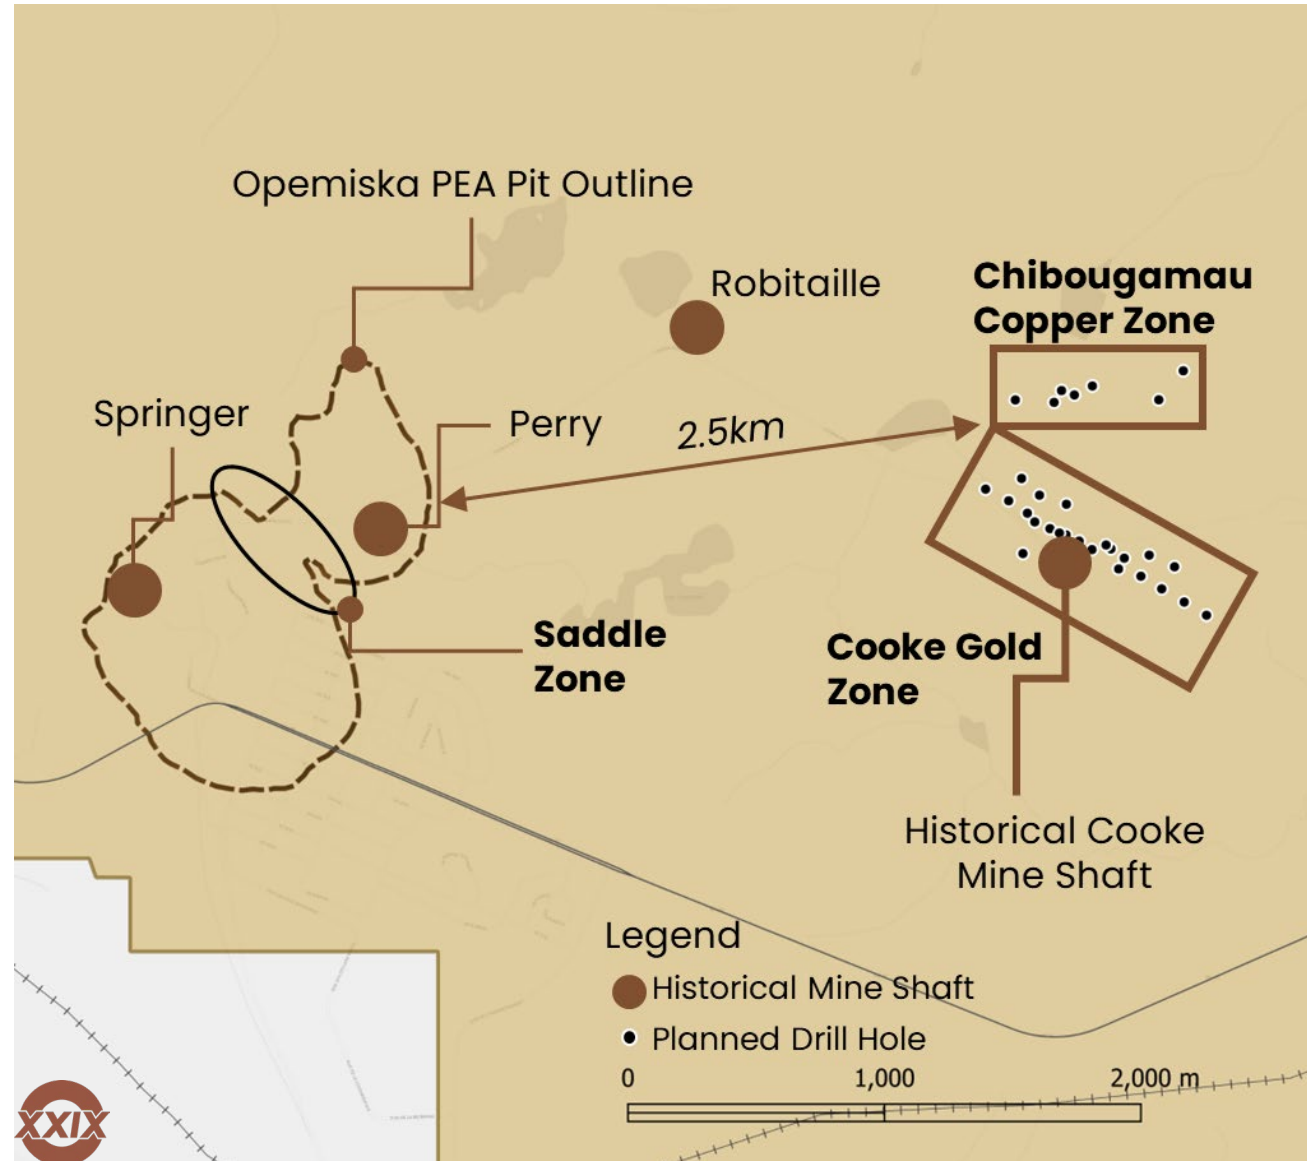 Opemiska PEA Pit Outline
Robitaille
Chibougamau
Copper Zone
Springer
Perry
2.5km
Saddle
Zone
Cooke Gold
Zone
Historical Cooke
Mine Shaft
Legend
Historical Mine Shaft
Planned Drill Hole
0 1,000 2,000 m
XXIX